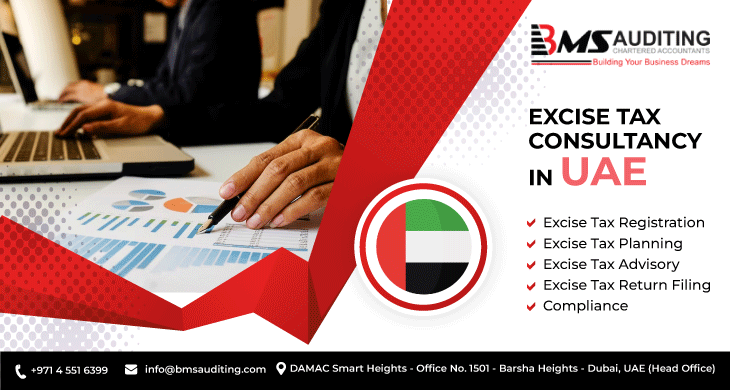 BMS AUDITING
CHARTERED ACCOUNTANTS
Building Your Business Dreams
EXCISE TAX
CONSULTANCY
IN UAE
Excise Tax Registration
Excise Tax Planning
Excise Tax Advisory
Excise Tax Return Filing
Compliance
+971 4 551 6399 info@bmsauditing.com DAMAC Smart Heights - Office No. 1501 - Barsha Heights - Dubai, UAE (Head Office)